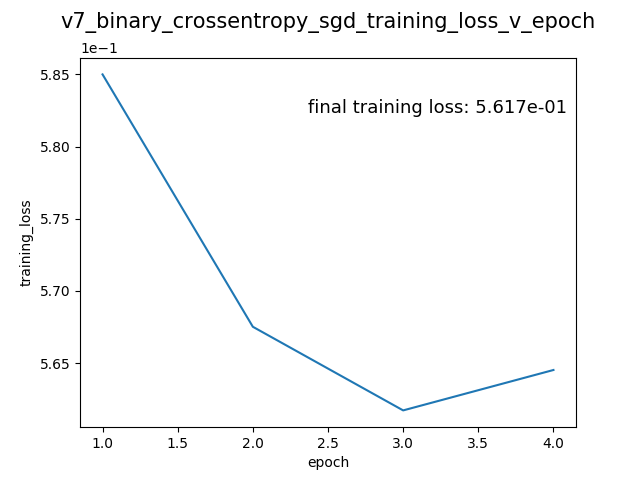 v7_binary_crossentropy_sgd_training_loss_v_epoch
1e−1
5.85
final training loss: 5.617e-01
5.80
5.75
5.70
5.65
training_loss
1.0 1.5 2.0 2.5 3.0 3.5 4.0
epoch